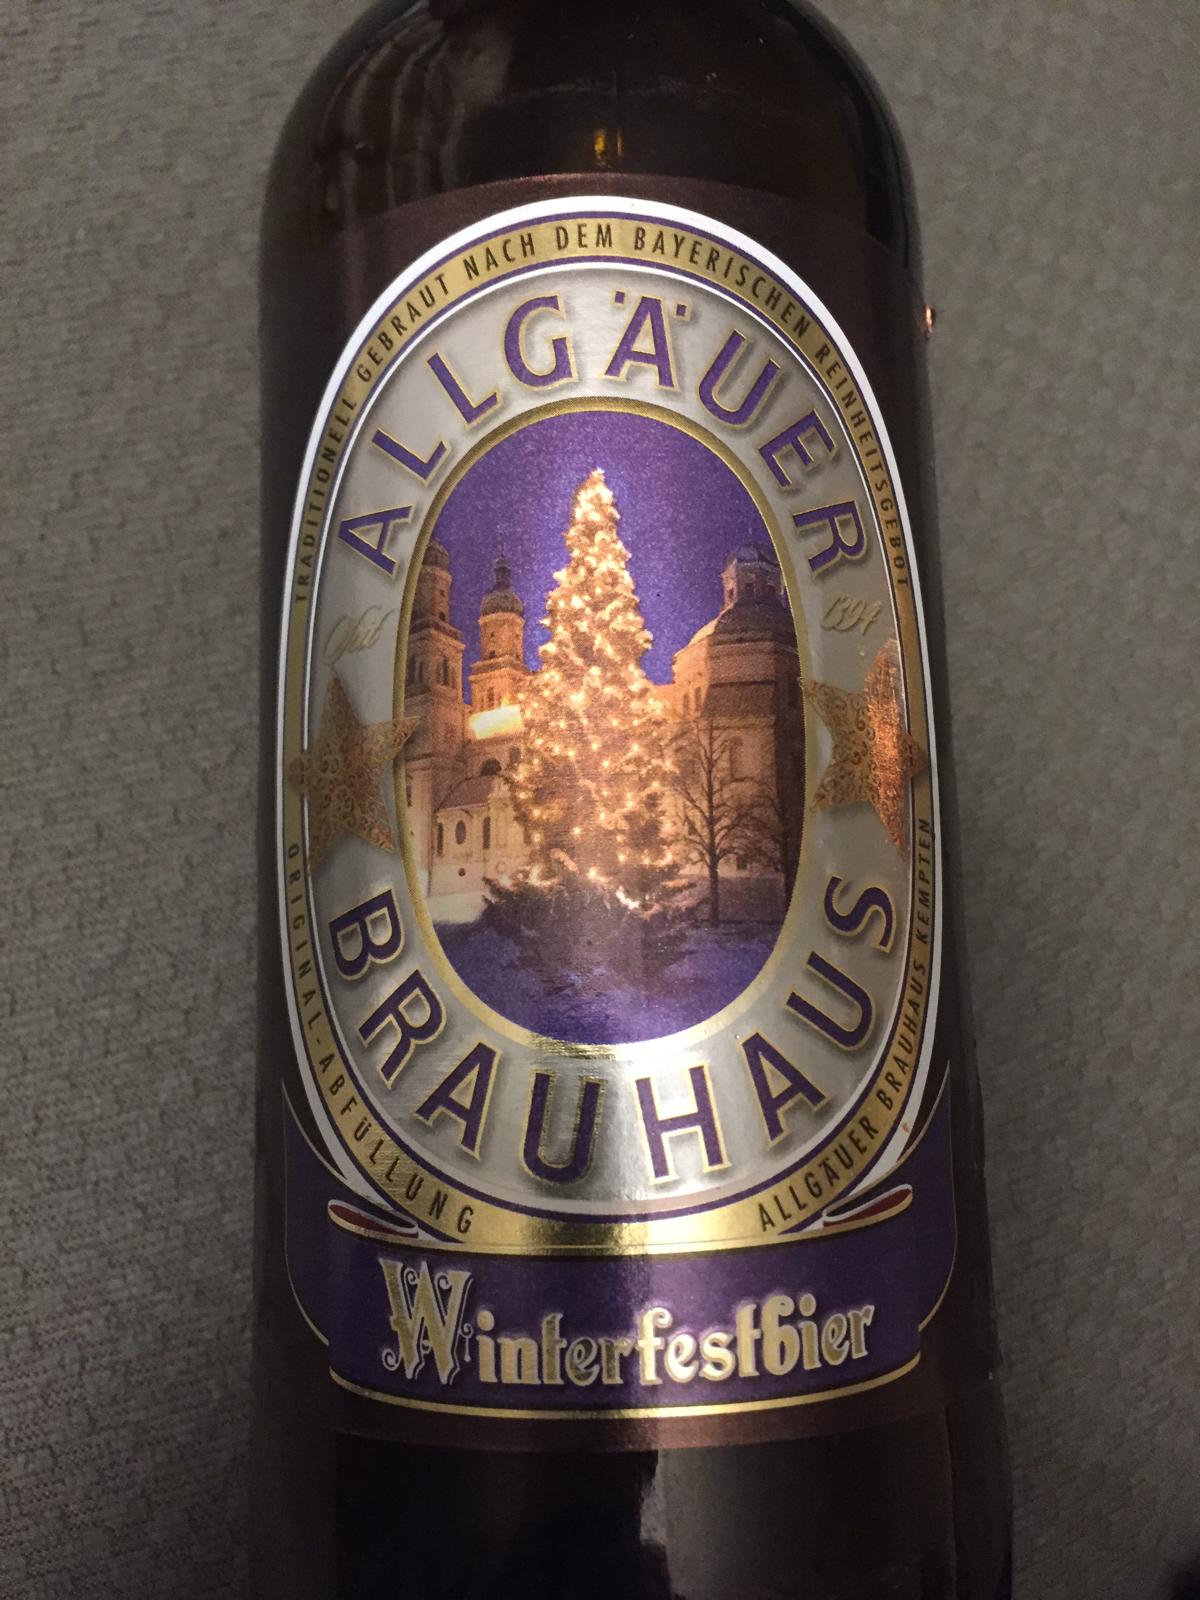 TRADITIONELL GEBRAUT NACH DEM BAYERISCHEN REINHEITSGEBOT
ALLGÄUER
Seit 1394
BRAUHAUS
ORIGINAL-ABFÜLLUNG
ALLGÄUER BRAUHAUS KEMPTEN
Winterfestbier